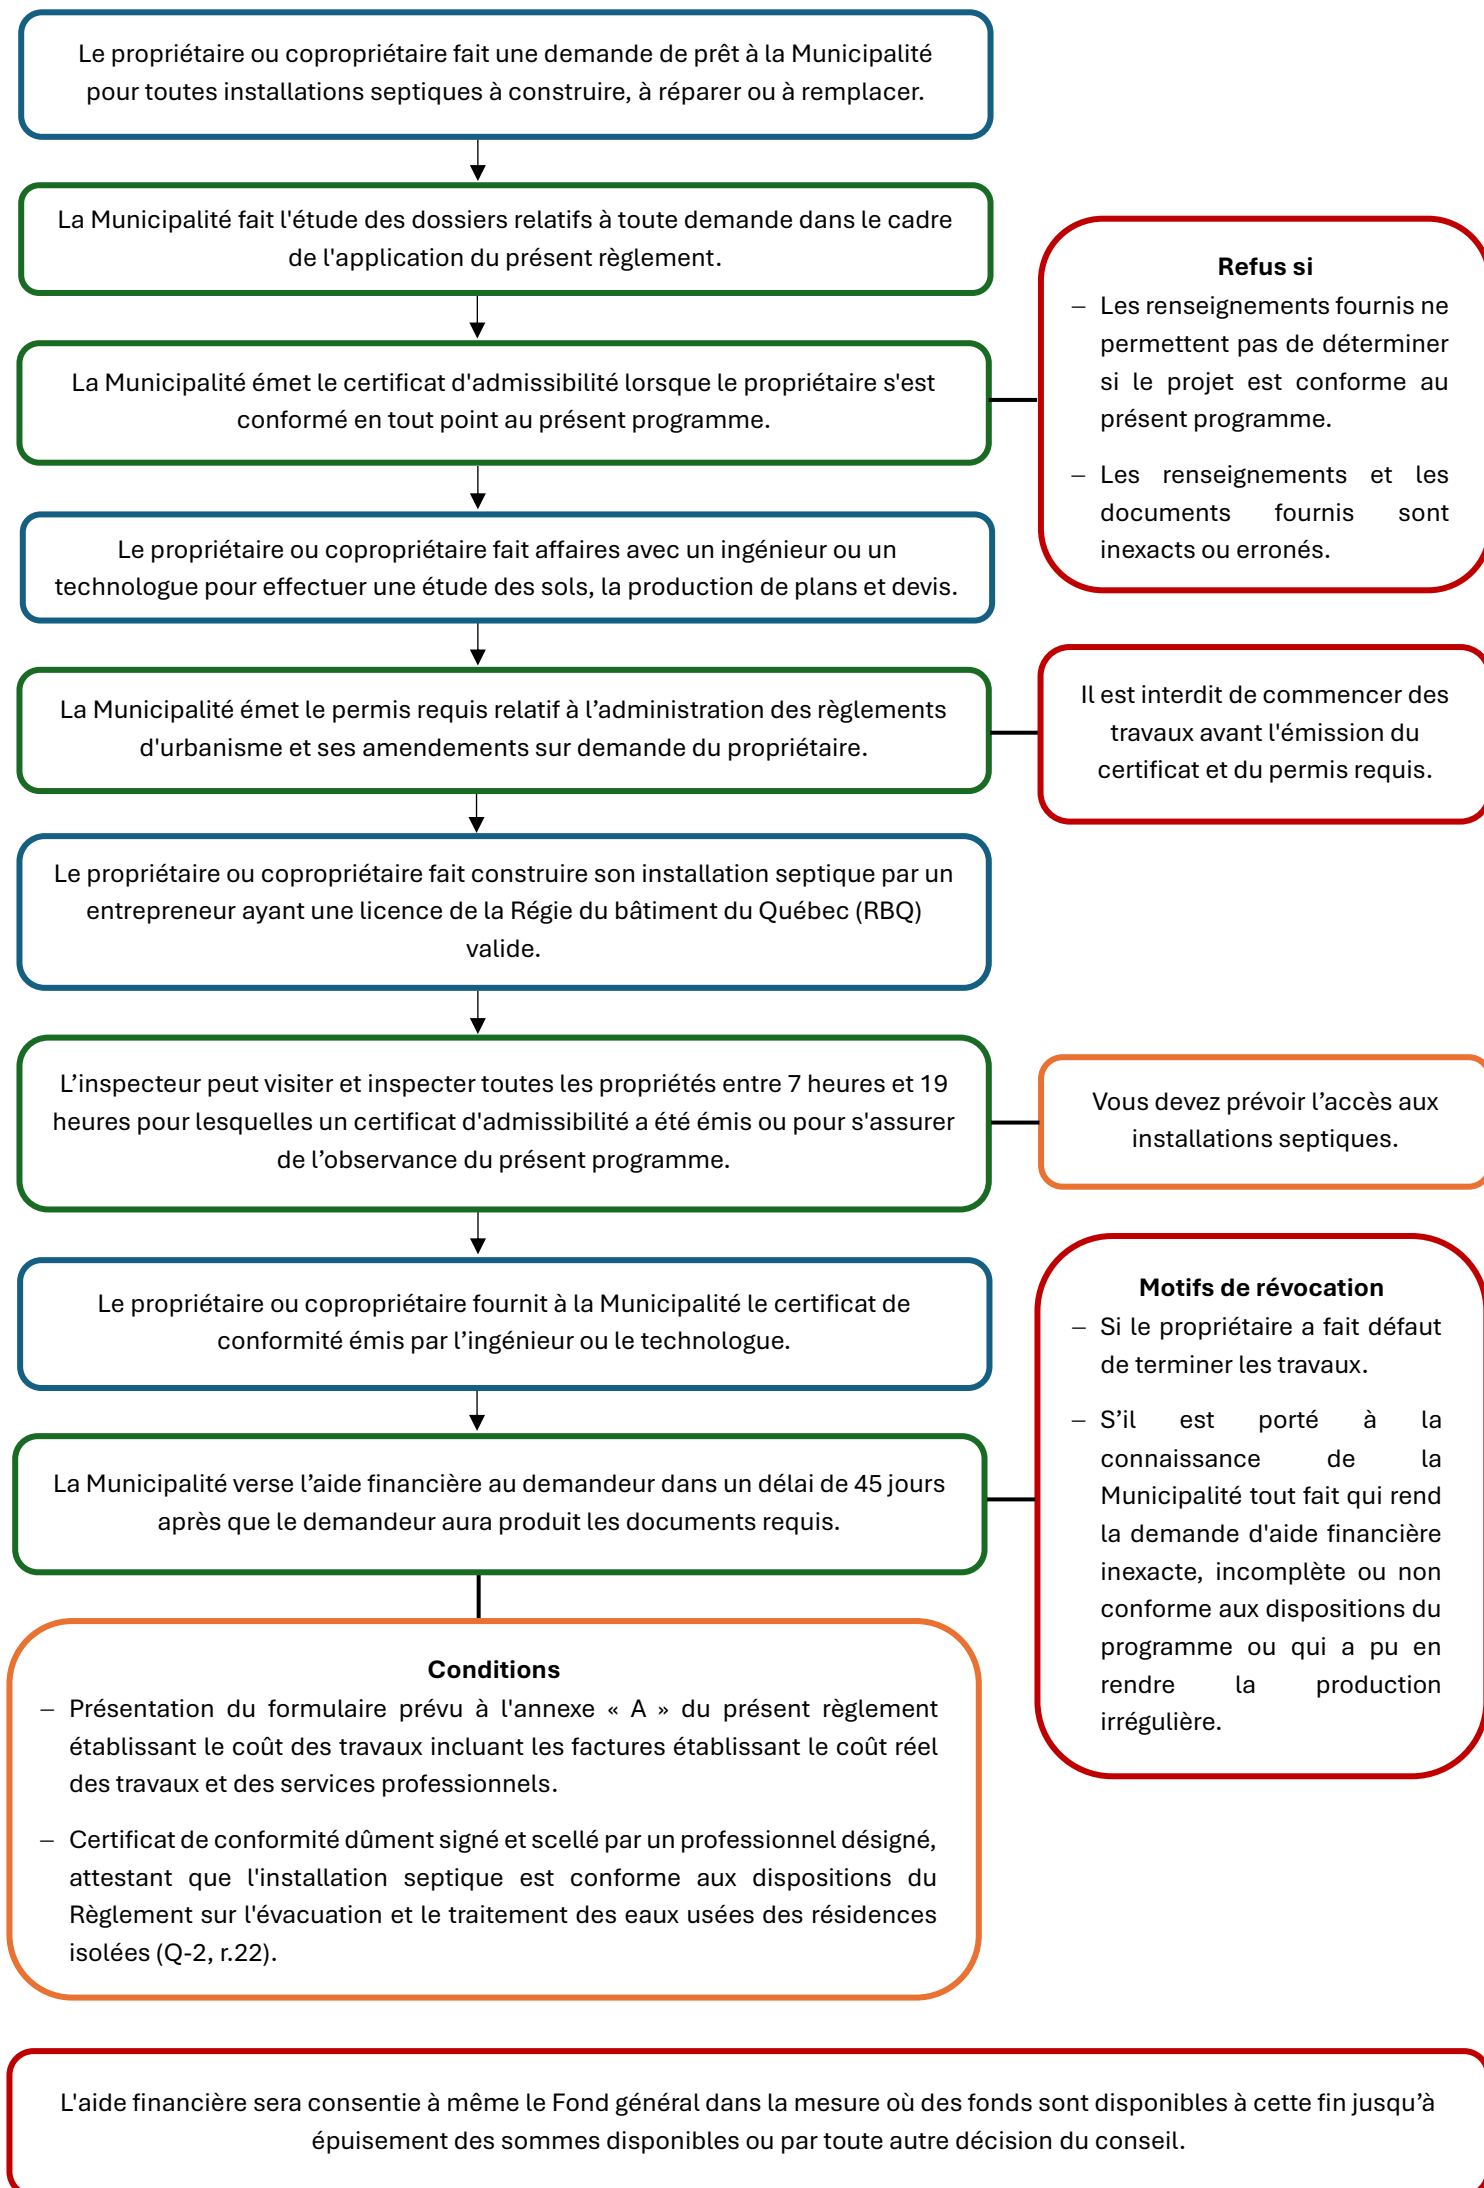 Le propriétaire ou copropriétaire fait une demande de prêt à la Municipalité
pour toutes installations septiques à construire, à réparer ou à remplacer.
La Municipalité fait l'étude des dossiers relatifs à toute demande dans le cadre
de l'application du présent règlement.
Refus si
– Les renseignements fournis ne
permettent pas de déterminer
si le projet est conforme au
présent programme.
– Les renseignements et les
documents fournis sont
inexacts ou erronés.
La Municipalité émet le certificat d'admissibilité lorsque le propriétaire s'est
conformé en tout point au présent programme.
Le propriétaire ou copropriétaire fait affaires avec un ingénieur ou un
technologue pour effectuer une étude des sols, la production de plans et devis.
La Municipalité émet le permis requis relatif à l’administration des règlements
d'urbanisme et ses amendements sur demande du propriétaire.
Il est interdit de commencer des
travaux avant l'émission du
certificat et du permis requis.
Le propriétaire ou copropriétaire fait construire son installation septique par un
entrepreneur ayant une licence de la Régie du bâtiment du Québec (RBQ)
valide.
L’inspecteur peut visiter et inspecter toutes les propriétés entre 7 heures et 19
heures pour lesquelles un certificat d'admissibilité a été émis ou pour s'assurer
de l’observance du présent programme.
Vous devez prévoir l’accès aux
installations septiques.
Le propriétaire ou copropriétaire fournit à la Municipalité le certificat de
conformité émis par l’ingénieur ou le technologue.
Motifs de révocation
– Si le propriétaire a fait défaut
de terminer les travaux.
– S’il est porté à la
connaissance de la
Municipalité tout fait qui rend
la demande d'aide financière
inexacte, incomplète ou non
conforme aux dispositions du
programme ou qui a pu en
rendre la production
irrégulière.
La Municipalité verse l’aide financière au demandeur dans un délai de 45 jours
après que le demandeur aura produit les documents requis.
Conditions
– Présentation du formulaire prévu à l'annexe « A » du présent règlement
établissant le coût des travaux incluant les factures établissant le coût réel
des travaux et des services professionnels.
– Certificat de conformité dûment signé et scellé par un professionnel désigné,
attestant que l'installation septique est conforme aux dispositions du
Règlement sur l'évacuation et le traitement des eaux usées des résidences
isolées (Q-2, r.22).
L'aide financière sera consentie à même le Fond général dans la mesure où des fonds sont disponibles à cette fin jusqu’à
épuisement des sommes disponibles ou par toute autre décision du conseil.